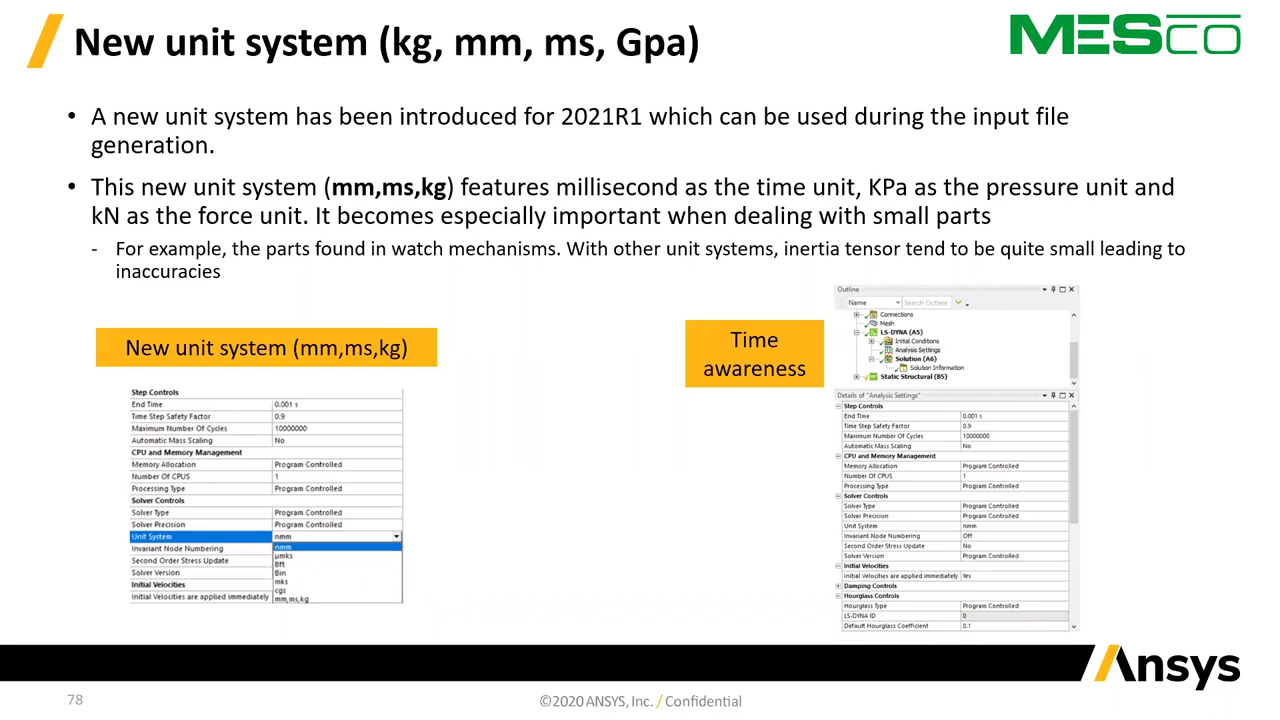 New unit system (kg, mm, ms, Gpa)
MESco
• A new unit system has been introduced for 2021R1 which can be used during the input file
generation.
• This new unit system (mm,ms,kg) features millisecond as the time unit, KPa as the pressure unit and
kN as the force unit. It becomes especially important when dealing with small parts
- For example, the parts found in watch mechanisms. With other unit systems, inertia tensor tend to be quite small leading to
inaccuracies
New unit system (mm,ms,kg)
Step Controls
End Time 0.001 s
Time Step Safety Factor 0.9
Maximum Number Of Cycles 10000000
Automatic Mass Scaling No
CPU and Memory Management
Memory Allocation Program Controlled
Number Of CPUS 1
Processing Type Program Controlled
Solver Controls
Solver Type Program Controlled
Solver Precision Program Controlled
Unit System nmm
Invariant Node Numbering nmm
µmks
Second Order Stress Update Bft
Solver Version Bin
mks
Initial Velocities cgs
Initial Velocities are applied immediately mm,ms,kg
Time
awareness
Outline
Name Search Outline
Connections
Mesh
LS-DYNA (A5)
Initial Conditions
Analysis Settings
Solution (A6)
Solution Information
Static Structural (B5)
Details of "Analysis Settings"
Step Controls
End Time 0.001 s
Time Step Safety Factor 0.9
Maximum Number Of Cycles 10000000
Automatic Mass Scaling No
CPU and Memory Management
Memory Allocation Program Controlled
Number Of CPUS 1
Processing Type Program Controlled
Solver Controls
Solver Type Program Controlled
Solver Precision Program Controlled
Unit System nmm
Invariant Node Numbering Off
Second Order Stress Update No
Solver Version Program Controlled
Initial Velocities
Initial Velocities are applied immediately Yes
Damping Controls
Hourglass Controls
Hourglass Type Program Controlled
LS-DYNA ID 0
Default Hourglass Coefficient 0.1
Ansys
78
©2020 ANSYS, Inc. / Confidential